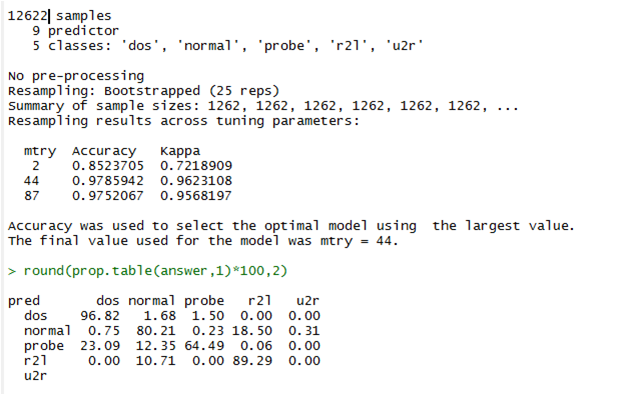 12622 samples
9 predictor
5 classes: 'dos', 'normal', 'probe', 'r2l', 'u2r'
No pre-processing
Resampling: Bootstrapped (25 reps)
Summary of sample sizes: 1262, 1262, 1262, 1262, 1262, 1262, ...
Resampling results across tuning parameters:
mtry Accuracy Kappa
2 0.8523705 0.7218909
44 0.9785942 0.9623108
87 0.9752067 0.9568197
Accuracy was used to select the optimal model using the largest value.
The final value used for the model was mtry = 44.
> round(prop.table(answer,1)*100,2)
pred dos normal probe r2l u2r
dos 96.82 1.68 1.50 0.00 0.00
normal 0.75 80.21 0.23 18.50 0.31
probe 23.09 12.35 64.49 0.06 0.00
r2l 0.00 10.71 0.00 89.29 0.00
u2r